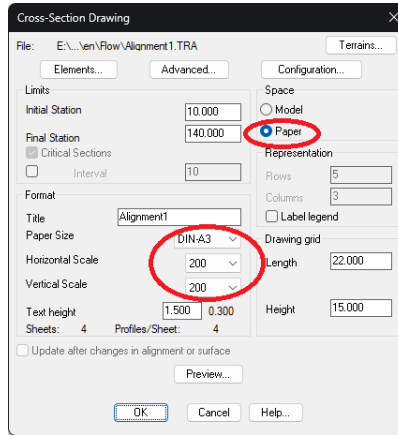 Cross-Section Drawing
File: E:\...\en\Flow\Alignment1.TRA Terrains...
Elements... Advanced... Configuration...
Limits Space
Initial Station 10.000 Model
Final Station 140.000 Paper
Critical Sections Representation
Interval 10 Rows 5
Format Columns 3
Title Alignment1 Label legend
Paper Size DIN-A3 Drawing grid
Horizontal Scale 200 Length 22.000
Vertical Scale 200
Text height 1.500 0.300 Height 15.000
Sheets: 4 Profiles/Sheet: 4
Update after changes in alignment or surface
Preview...
OK Cancel Help...